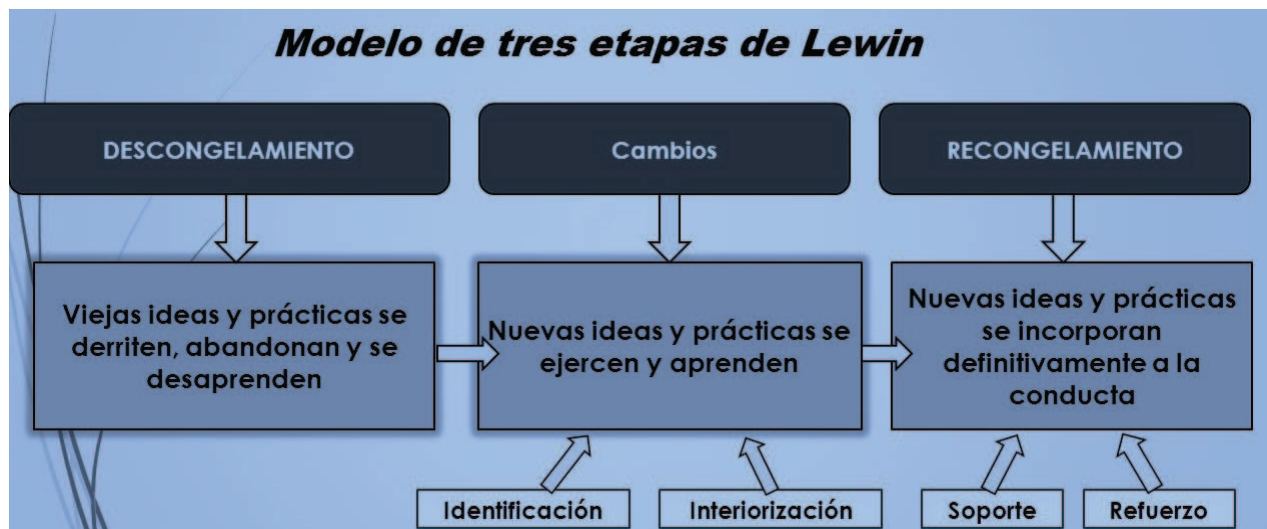 Modelo de tres etapas de Lewin
DESCONGELAMIENTO
Cambios
RECONGELAMIENTO
Viejas ideas y prácticas se
derriten, abandonan y se
desaprenden
Nuevas ideas y prácticas se
ejercen y aprenden
Nuevas ideas y prácticas
se incorporan
definitivamente a la
conducta
Identificación
Interiorización
Soporte
Refuerzo